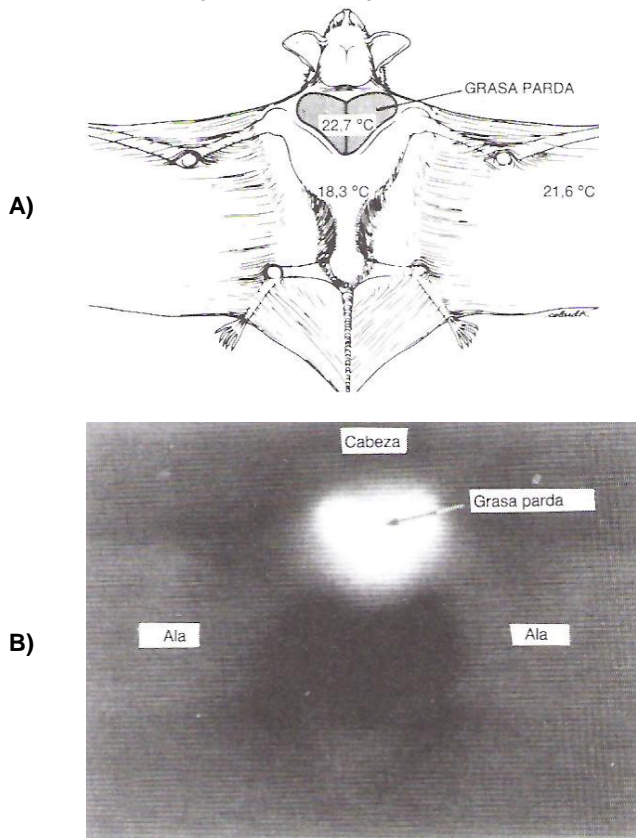 GRASA PARDA
22,7 °C
A)
18,3 °C
21,6 °C
Cabeza
Grasa parda
B)
Ala
Ala